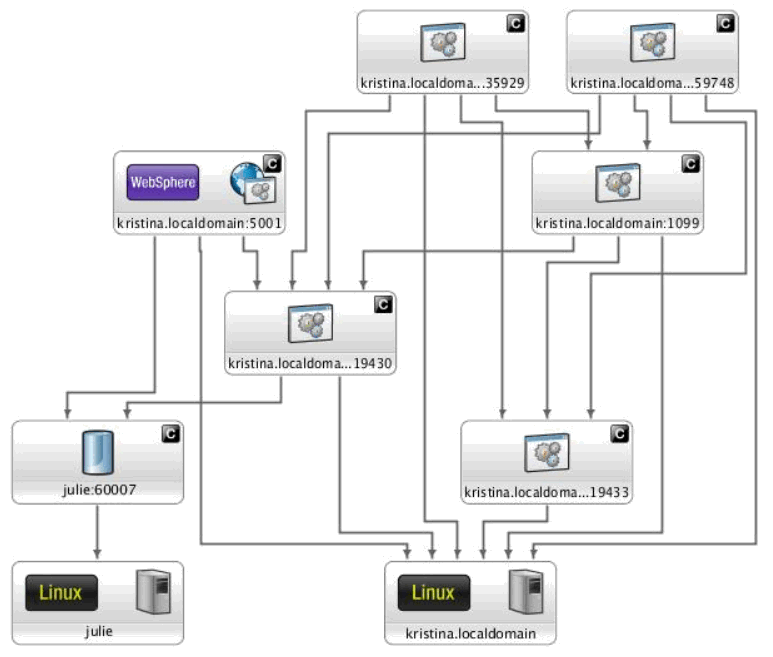 C
C
kristina.localdoma...35929
kristina.localdoma...59748
C
C
WebSphere
kristina.localdomain:5001
kristina.localdomain:1099
C
kristina.localdoma...19430
C
C
julie:60007
kristina.localdoma...19433
Linux
Linux
julie
kristina.localdomain